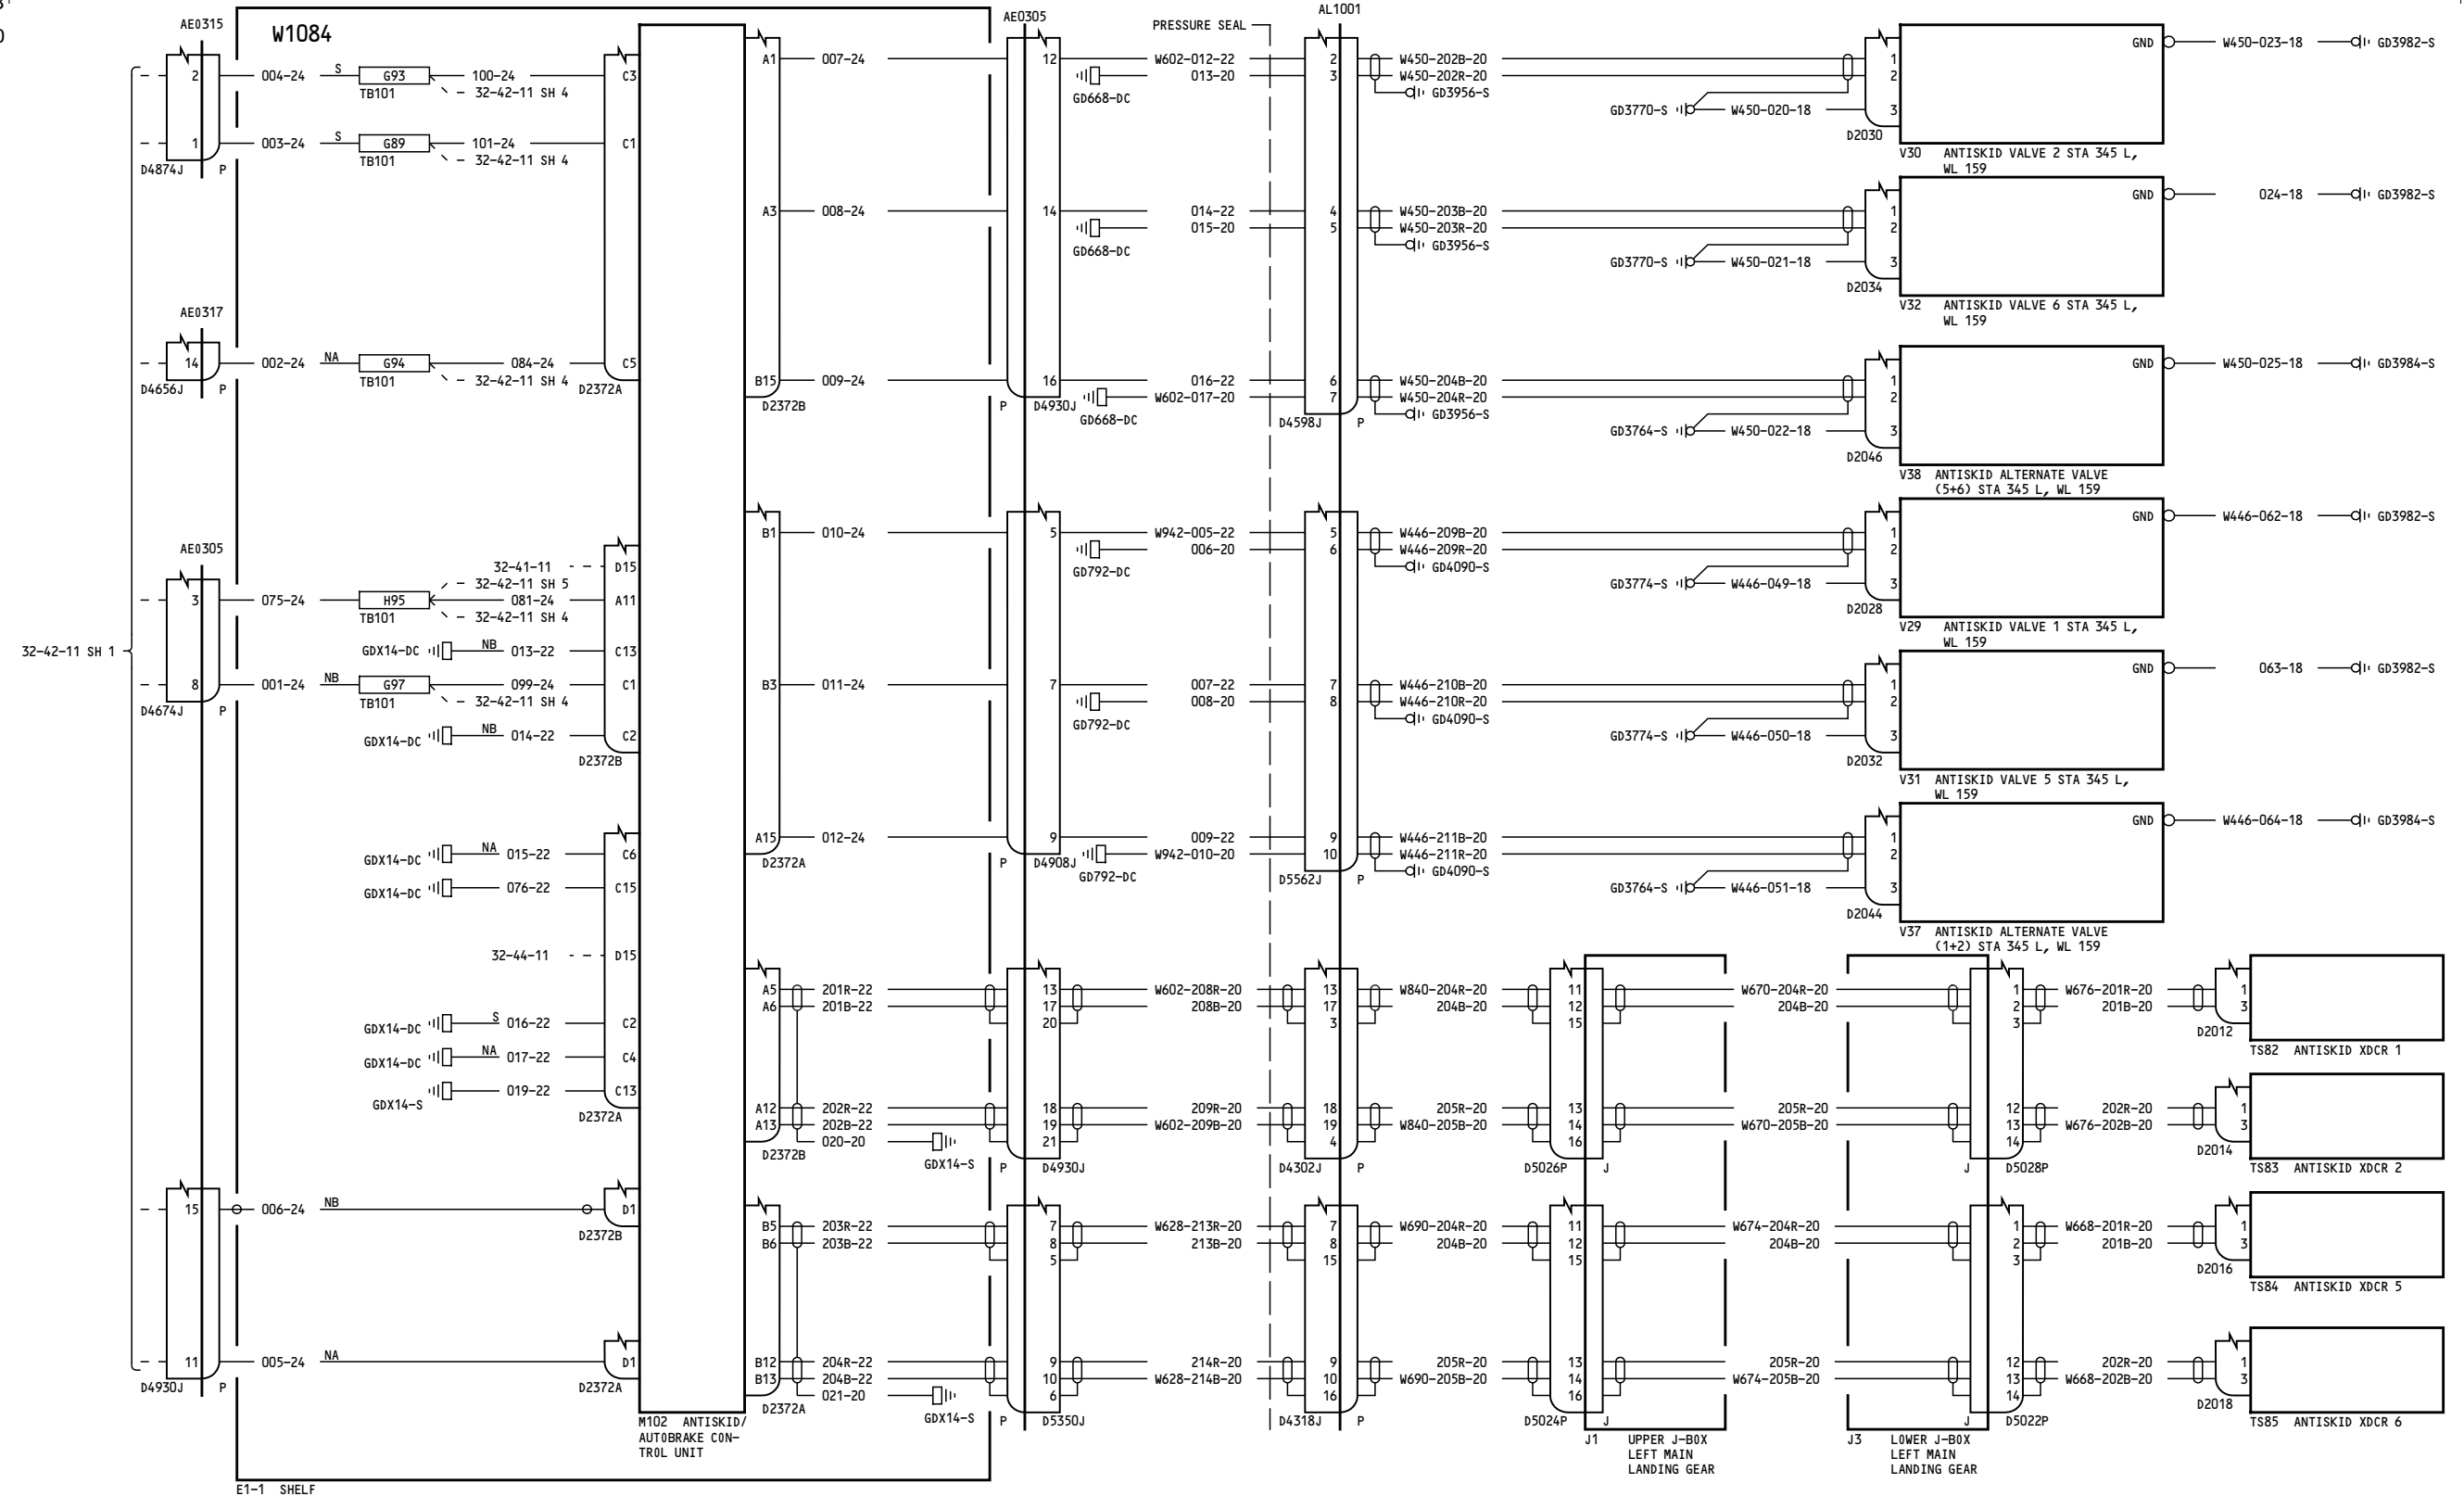 W1084
AE0315
2 004-24 S G93 100-24 C3
TB101 32-42-11 SH 4
1 003-24 S G89 101-24 C1
TB101 32-42-11 SH 4
D4874J P
AE0317
14 002-24 NA G94 084-24 C5
TB101 32-42-11 SH 4
D4656J P D2372A
AE0305
32-41-11 D15
32-42-11 SH 5
3 075-24 H95 081-24 A11
TB101 32-42-11 SH 4
GDX14-DC NB 013-22 C13
32-42-11 SH 1
8 001-24 NB G97 099-24 C1
TB101 32-42-11 SH 4
D4674J P
GDX14-DC NB 014-22 C2
D2372B
GDX14-DC NA 015-22 C6
GDX14-DC 076-22 C15
32-44-11 D15
GDX14-DC S 016-22 C2
GDX14-DC NA 017-22 C4
GDX14-S 019-22 C13
D2372A
15 006-24 NB D1
D2372B
11 005-24 NA D1
D4930J P D2372A
M102 ANTISKID/
AUTOBRAKE CON-
TROL UNIT
E1-1 SHELF
AE0305
PRESSURE SEAL
AL1001
A1 007-24 12 W602-012-22 2 W450-202B-20 1
GD668-DC 013-20 3 W450-202R-20 2
GD3956-S
GD3770-S W450-020-18 3
D2030
GND W450-023-18 GD3982-S
V30 ANTISKID VALVE 2 STA 345 L,
WL 159
A3 008-24 14 014-22 4 W450-203B-20 1
GD668-DC 015-20 5 W450-203R-20 2
GD3956-S
GD3770-S W450-021-18 3
D2034
GND 024-18 GD3982-S
V32 ANTISKID VALVE 6 STA 345 L,
WL 159
B15 009-24 16 016-22 6 W450-204B-20 1
D2372B P D4930J GD668-DC W602-017-20 7 W450-204R-20 2
D4598J P GD3956-S
GD3764-S W450-022-18 3
D2046
GND W450-025-18 GD3984-S
V38 ANTISKID ALTERNATE VALVE
(5+6) STA 345 L, WL 159
B1 010-24 5 W942-005-22 5 W446-209B-20 1
GD792-DC 006-20 6 W446-209R-20 2
GD4090-S
GD3774-S W446-049-18 3
D2028
GND W446-062-18 GD3982-S
V29 ANTISKID VALVE 1 STA 345 L,
WL 159
B3 011-24 7 007-22 7 W446-210B-20 1
GD792-DC 008-20 8 W446-210R-20 2
GD4090-S
GD3774-S W446-050-18 3
D2032
GND 063-18 GD3982-S
V31 ANTISKID VALVE 5 STA 345 L,
WL 159
A15 012-24 9 009-22 9 W446-211B-20 1
D2372A P D4908J GD792-DC W942-010-20 10 W446-211R-20 2
D5562J P GD4090-S
GD3764-S W446-051-18 3
D2044
GND W446-064-18 GD3984-S
V37 ANTISKID ALTERNATE VALVE
(1+2) STA 345 L, WL 159
A5 201R-22 13 W602-208R-20 13 W840-204R-20 11 W670-204R-20 1 W676-201R-20 1
A6 201B-22 17 208B-20 17 204B-20 12 204B-20 2 201B-20 3
20 3 15 3 D2012
TS82 ANTISKID XDCR 1
A12 202R-22 18 209R-20 18 205R-20 13 205R-20 12 202R-20 1
A13 202B-22 19 W602-209B-20 19 W840-205B-20 14 W670-205B-20 13 W676-202B-20 3
020-20 GDX14-S 21 4 16 14 D2014
D2372B P D4930J D4302J P D5026P J J D5028P
TS83 ANTISKID XDCR 2
B5 203R-22 7 W628-213R-20 7 W690-204R-20 11 W674-204R-20 1 W668-201R-20 1
B6 203B-22 8 213B-20 8 204B-20 12 204B-20 2 201B-20 3
5 15 15 3 D2016
TS84 ANTISKID XDCR 5
B12 204R-22 9 214R-20 9 205R-20 13 205R-20 12 202R-20 1
B13 204B-22 10 W628-214B-20 10 W690-205B-20 14 W674-205B-20 13 W668-202B-20 3
021-20 GDX14-S 6 16 16 14 D2018
D2372A P D5350J D4318J P D5024P J J D5022P
TS85 ANTISKID XDCR 6
J1 UPPER J-BOX
LEFT MAIN
LANDING GEAR
J3 LOWER J-BOX
LEFT MAIN
LANDING GEAR